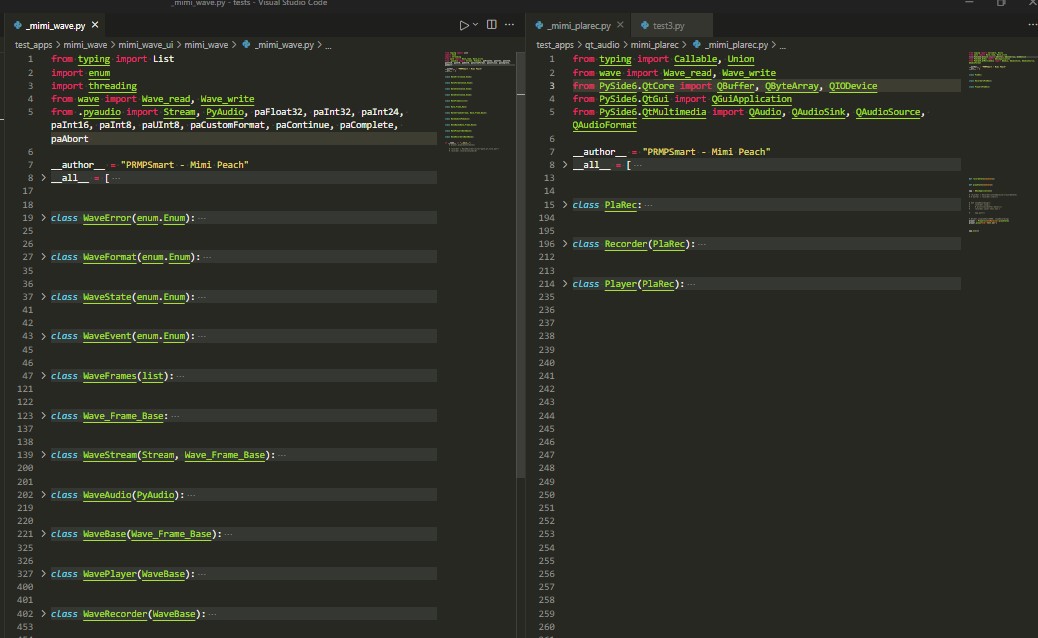 _mimi_wave.py - tests - Visual Studio Code
_mimi_wave.py
test_apps > mimi_wave > mimi_wave_ui > mimi_wave > _mimi_wave.py > ...
1 from typing import List
2 import enum
3 import threading
4 from wave import Wave_read, Wave_write
5 from .pyaudio import Stream, PyAudio, paFloat32, paInt32, paInt24,
paInt16, paInt8, paUInt8, paCustomFormat, paContinue, paComplete,
paAbort
6
7 __author__ = "PRMPSmart - Mimi Peach"
8 __all__ = [ ...
17
18
19 class WaveError(enum.Enum): ...
25
26
27 class WaveFormat(enum.Enum): ...
35
36
37 class WaveState(enum.Enum): ...
41
42
43 class WaveEvent(enum.Enum): ...
45
46
47 class WaveFrames(list): ...
121
122
123 class Wave_Frame_Base: ...
137
138
139 class WaveStream(Stream, Wave_Frame_Base): ...
200
201
202 class WaveAudio(PyAudio): ...
219
220
221 class WaveBase(Wave_Frame_Base): ...
325
326
327 class WavePlayer(WaveBase): ...
400
401
402 class WaveRecorder(WaveBase): ...
453
_mimi_plarec.py
test3.py
test_apps > qt_audio > mimi_plarec > _mimi_plarec.py > ...
1 from typing import Callable, Union
2 from wave import Wave_read, Wave_write
3 from PySide6.QtCore import QBuffer, QByteArray, QIODevice
4 from PySide6.QtGui import QGuiApplication
5 from PySide6.QtMultimedia import QAudio, QAudioSink, QAudioSource,
QAudioFormat
6
7 __author__ = "PRMPSmart - Mimi Peach"
8 __all__ = [ ...
13
14
15 class PlaRec: ...
194
195
196 class Recorder(PlaRec): ...
212
213
214 class Player(PlaRec): ...
235
236
237
238
239
240
241
242
243
244
245
246
247
248
249
250
251
252
253
254
255
256
257
258
259
260